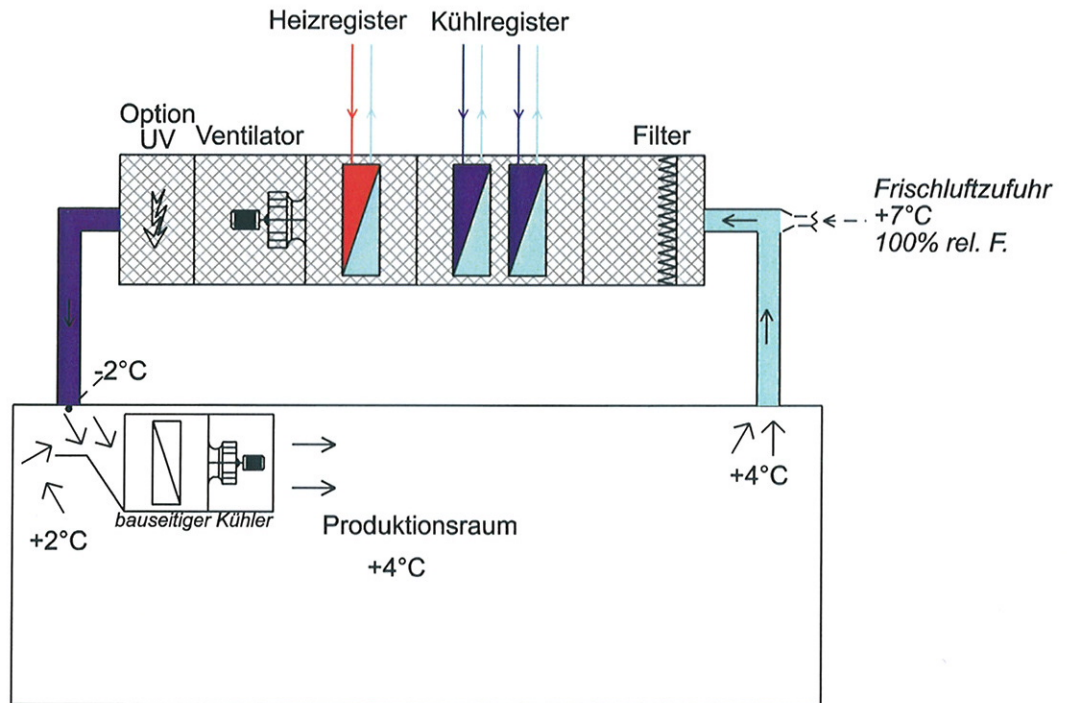 Heizregister
Kühlregister
Option
UV
Ventilator
Filter
Frischluftzufuhr
+7°C
100% rel. F.
-2°C
+4°C
bauseitiger Kühler
+2°C
Produktionsraum
+4°C